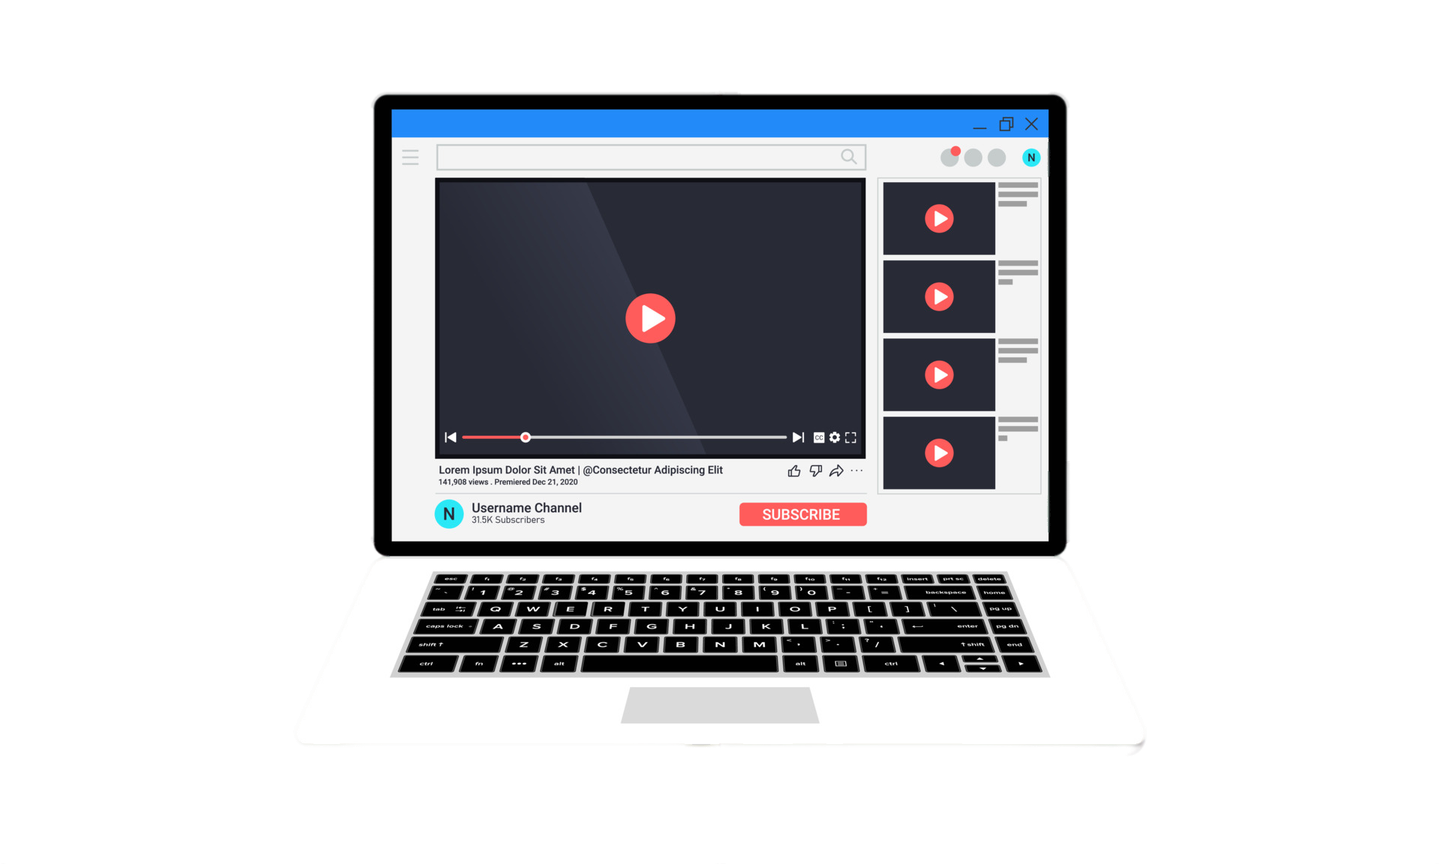 N
CC
Lorem Ipsum Dolor Sit Amet | @Consectetur Adipiscing Elit
141,908 views . Premiered Dec 21, 2020
N
Username Channel
31.5K Subscribers
SUBSCRIBE
esc f1 f2 f3 f4 f5 f6 f7 f8 f9 f10 f11 f12 insert prt sc delete
1 @ 2 3 $ 4 % 5 ^ 6 & 7 * 8 ( 9 ) 0 - = backspace home
tab Q W E R T Y U I O P [ ] \ pg up
caps lock A S D F G H J K L ; enter pg dn
shift ↑ Z X C V B N M < , > . ? / ↑ shift end
ctrl fn ••• alt alt ctrl